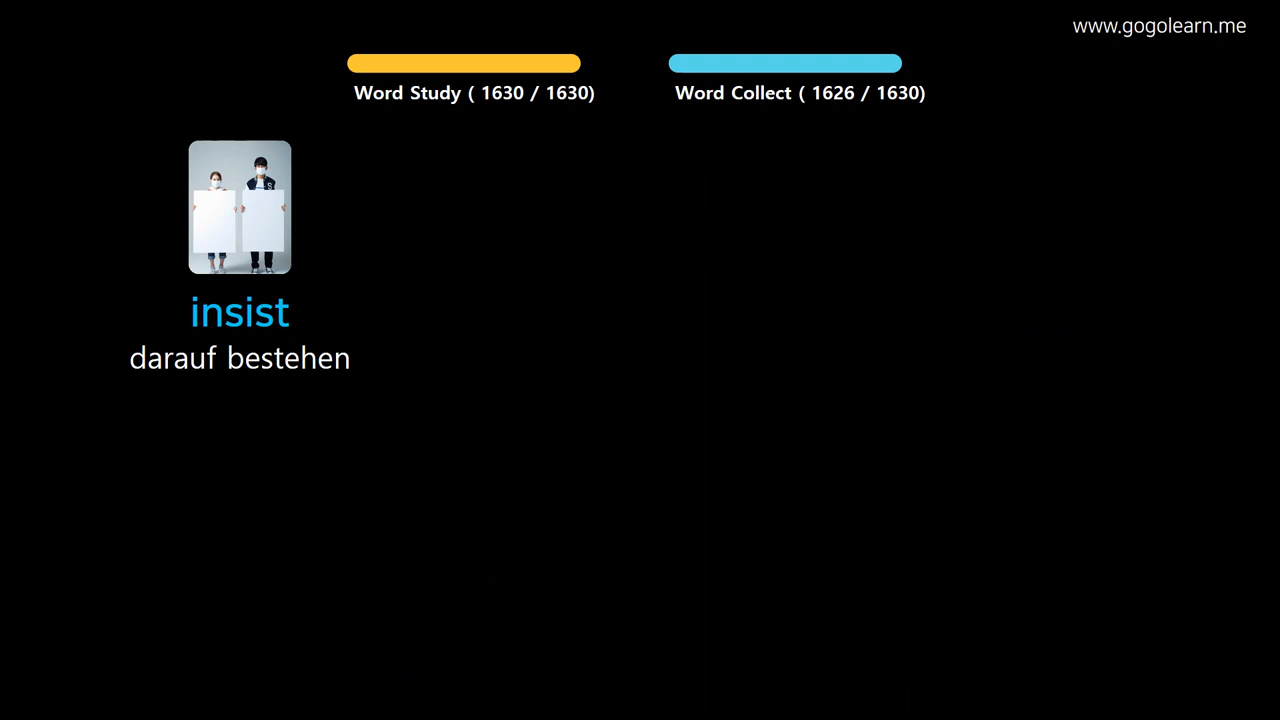 www.gogolearn.me
Word Study ( 1630 / 1630)
Word Collect ( 1626 / 1630)
S
insist
darauf bestehen